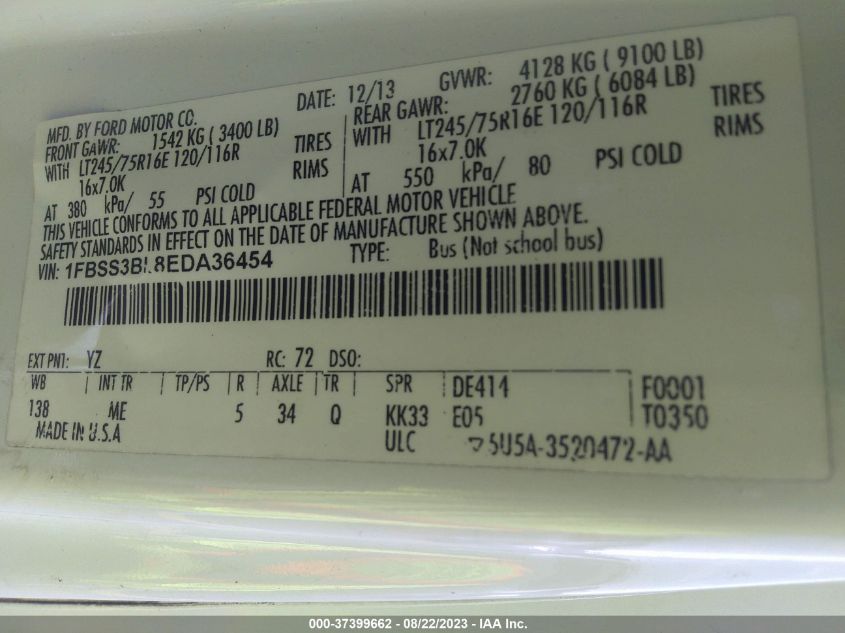 MFD. BY FORD MOTOR CO.
DATE: 12/13
GVWR: 4128 KG ( 9100 LB)
FRONT GAWR: 1542 KG ( 3400 LB)
REAR GAWR: 2760 KG ( 6084 LB)
WITH LT245/75R16E 120/116R TIRES
WITH LT245/75R16E 120/116R TIRES
16x7.0K RIMS
16x7.0K RIMS
AT 380 kPa/ 55 PSI COLD
AT 550 kPa/ 80 PSI COLD
THIS VEHICLE CONFORMS TO ALL APPLICABLE FEDERAL MOTOR VEHICLE
SAFETY STANDARDS IN EFFECT ON THE DATE OF MANUFACTURE SHOWN ABOVE.
VIN: 1FBSS3BL8EDA36454 TYPE: Bus (Not school bus)
EXT PNT: YZ RC: 72 DSO:
WB INT TR TP/PS R AXLE TR SPR DE414 F0001
138 ME 5 34 Q KK33 E05 T0350
MADE IN U.S.A ULC 5U5A-3520472-AA
000-37399662 - 08/22/2023 - IAA Inc.